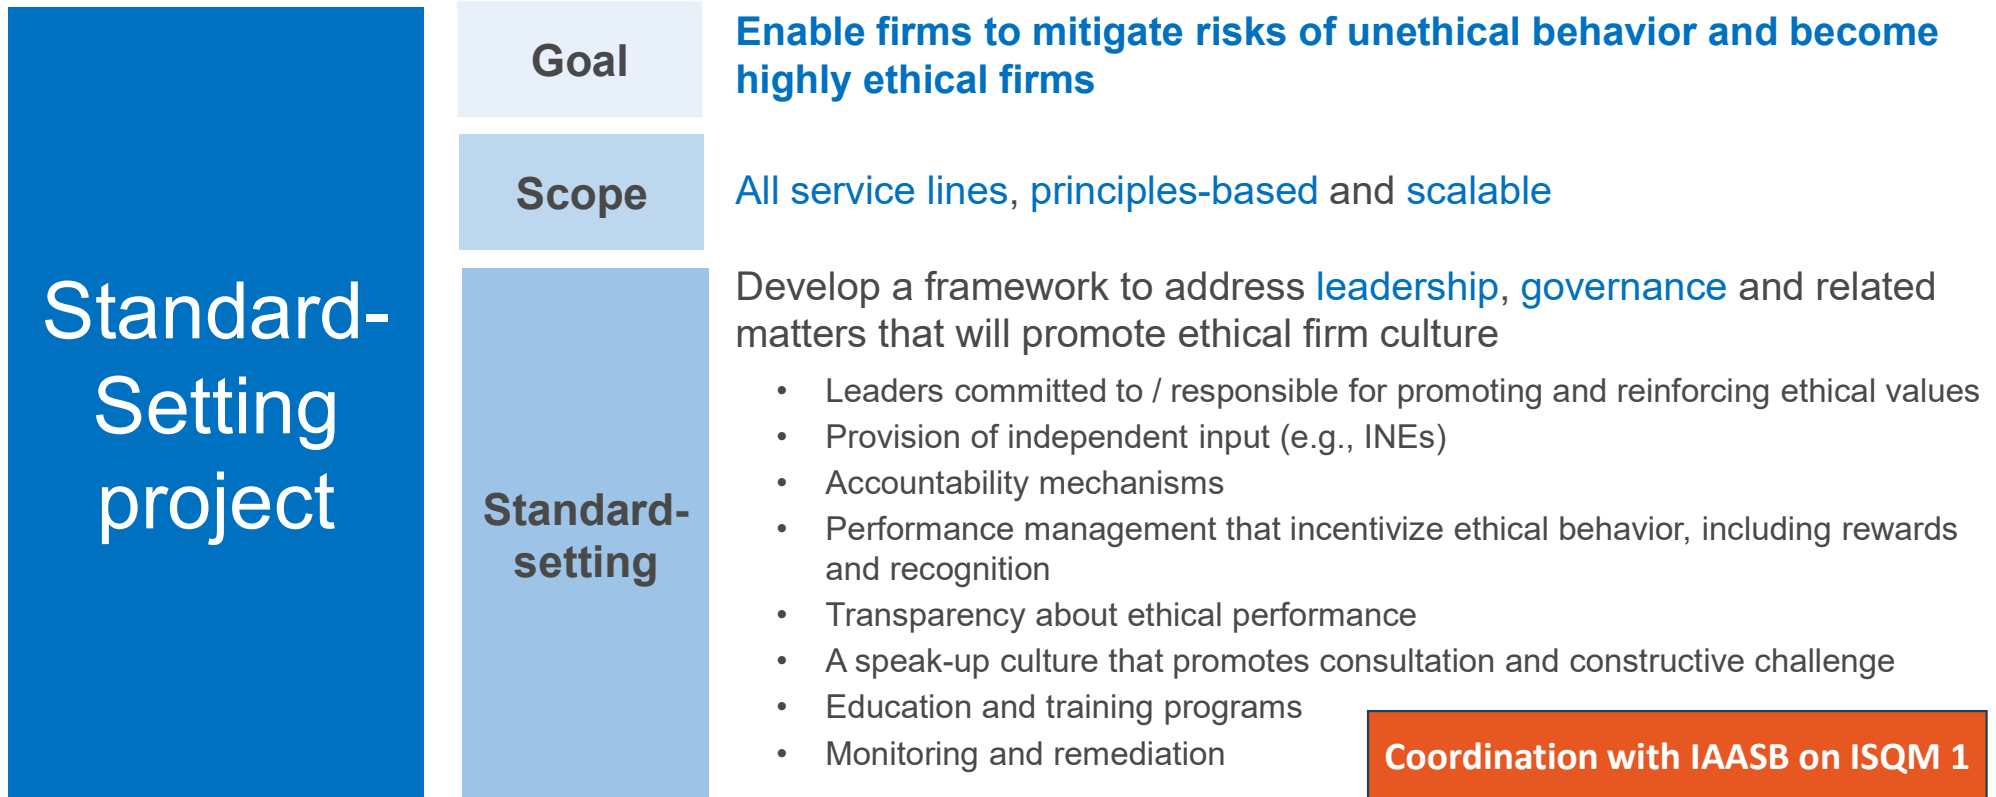 Standard-
Setting
project
Goal
Enable firms to mitigate risks of unethical behavior and become
highly ethical firms
Scope
All service lines, principles-based and scalable
Standard-
setting
Develop a framework to address leadership, governance and related
matters that will promote ethical firm culture
• Leaders committed to / responsible for promoting and reinforcing ethical values
• Provision of independent input (e.g., INEs)
• Accountability mechanisms
• Performance management that incentivize ethical behavior, including rewards
and recognition
• Transparency about ethical performance
• A speak-up culture that promotes consultation and constructive challenge
• Education and training programs
• Monitoring and remediation
Coordination with IAASB on ISQM 1